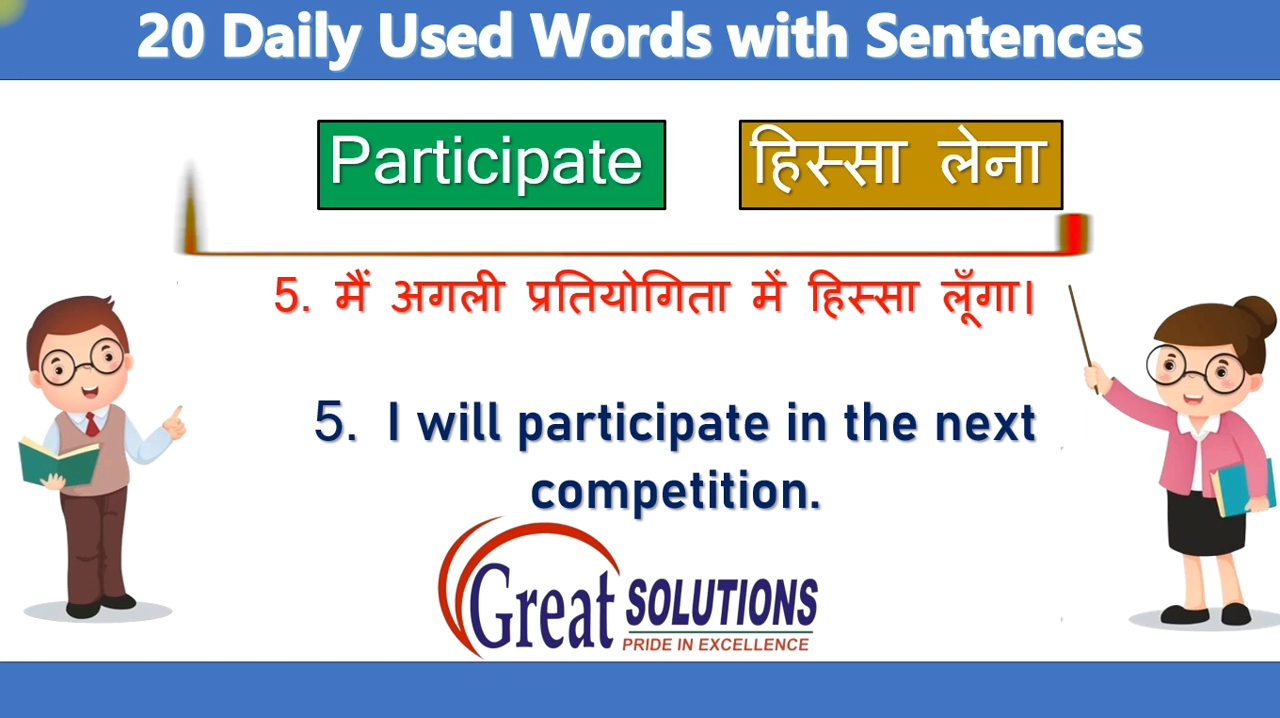 20 Daily Used Words with Sentences
Participate
हिस्सा लेना
5. मैं अगली प्रतियोगिता में हिस्सा लूँगा।
5. I will participate in the next
competition.
Great SOLUTIONS
PRIDE IN EXCELLENCE